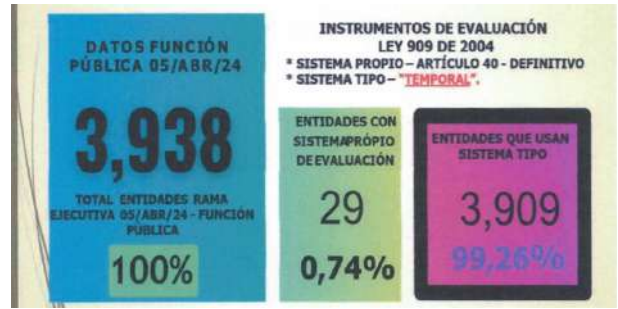 DATOS FUNCIÓN
PÚBLICA 05/ABR/24
3,938
TOTAL ENTIDADES RAMA
EJECUTIVA 05/ABR/24 - FUNCIÓN
PÚBLICA
100%
INSTRUMENTOS DE EVALUACIÓN
LEY 909 DE 2004
* SISTEMA PROPIO – ARTÍCULO 40 - DEFINITIVO
* SISTEMA TIPO – "TEMPORAL".
ENTIDADES CON
SISTEMAPRÓPIO
DE EVALUACIÓN
29
0,74%
ENTIDADES QUE USAN
SISTEMA TIPO
3,909
99,26%